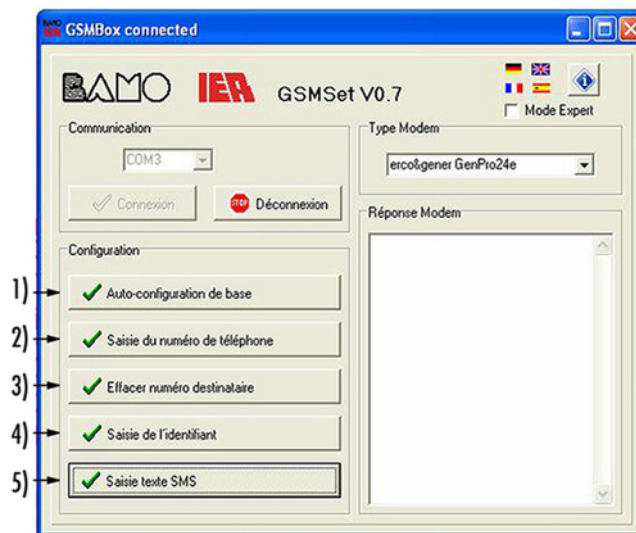 GSMBox connected
BAMO IER GSMSet V0.7
Mode Expert
Communication
COM3
Connexion
STOP Déconnexion
Type Modem
erco&gener GenPro24e
Réponse Modem
Configuration
1) Auto-configuration de base
2) Saisie du numéro de téléphone
3) Effacer numéro destinataire
4) Saisie de l'identifiant
5) Saisie texte SMS